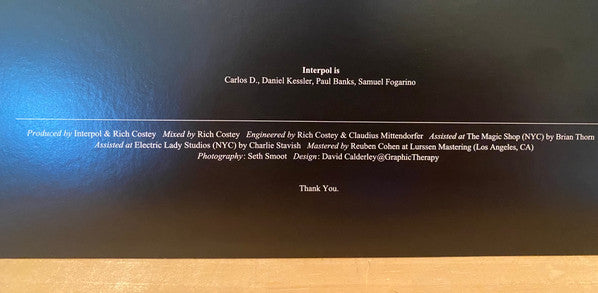 Interpol is
Carlos D., Daniel Kessler, Paul Banks, Samuel Fogarino
Produced by Interpol & Rich Costey Mixed by Rich Costey Engineered by Rich Costey & Claudius Mittendorfer Assisted at The Magic Shop (NYC) by Brian Thorn
Assisted at Electric Lady Studios (NYC) by Charlie Stavish Mastered by Reuben Cohen at Lurssen Mastering (Los Angeles, CA)
Photography: Seth Smoot Design: David Calderley@GraphicTherapy
Thank You.